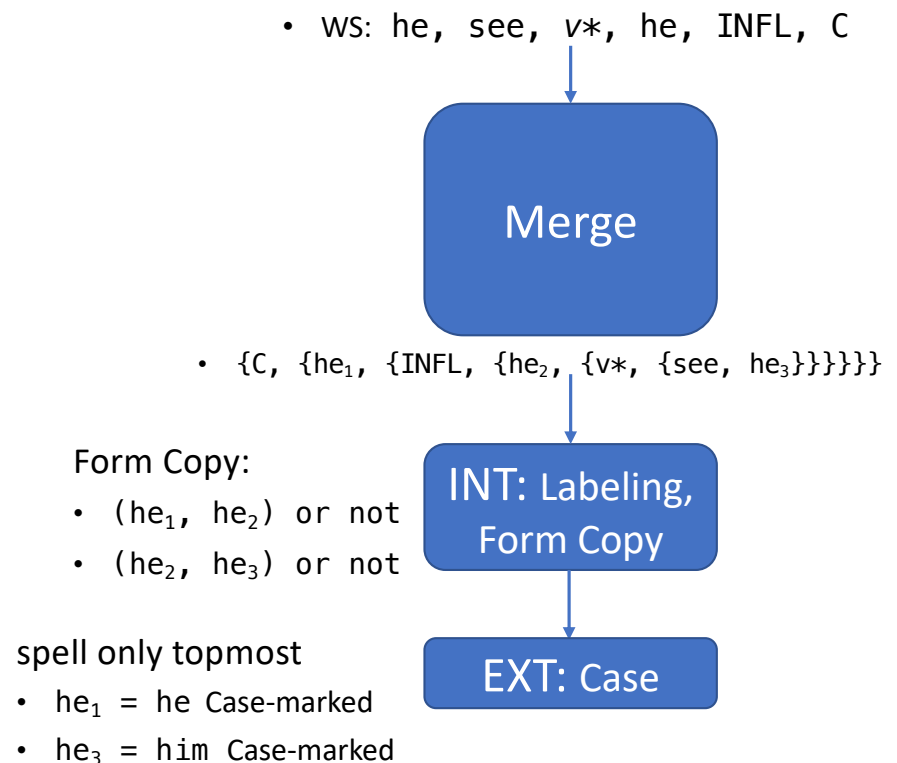 • WS: he, see, v*, he, INFL, C
Merge
• {C, {he₁, {INFL, {he₂, {v*, {see, he₃}}}}}}
Form Copy:
• (he₁, he₂) or not
• (he₂, he₃) or not
INT: Labeling,
Form Copy
spell only topmost
• he₁ = he Case-marked
• he₃ = him Case-marked
EXT: Case